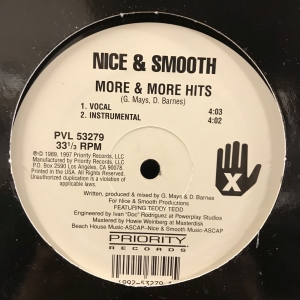 NICE & SMOOTH
MORE & MORE HITS
(G. Mays, D. Barnes)
1. VOCAL 4:03
2. INSTRUMENTAL 4:02
PVL 53279
33 1/3 RPM
℗ © 1989, 1997 Priority Records, LLC
Manufactured by Priority Records, LLC
P.O. Box 2590 Los Angeles, CA. 90078.
Printed in the U.S.A. All Rights Reserved.
Unauthorized duplication is
a violation of
applicable laws.
X
Written, produced & mixed by G. Mays & D. Barnes
For Nice & Smooth Productions
FEATURING TEDDY TEDD
Engineered by Ivan "Doc" Rodriguez at Powerplay Studios
Mastered by Howie Weinberg at Masterdisk
Beach House Music-ASCAP–Nice & Smooth Music-ASCAP
PRIORITY
RECORDS